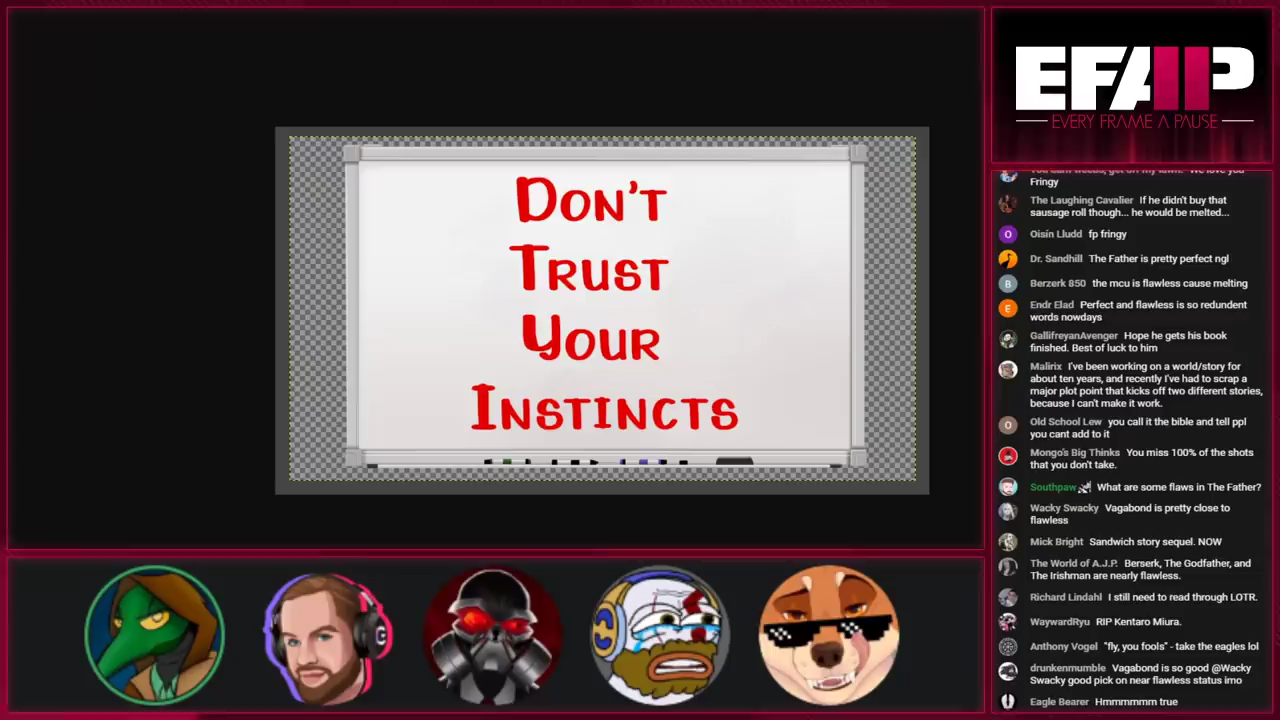 Don't
Trust
Your
Instincts
EFAP
EVERY FRAME A PAUSE
Fringy
The Laughing Cavalier If he didn't buy that
sausage roll though... he would be melted...
Oisín Lludd fp fringy
Dr. Sandhill The Father is pretty perfect ngl
Berzerk 850 the mcu is flawless cause melting
Endr Elad Perfect and flawless is so redundent
words nowdays
GallifreyanAvenger Hope he gets his book
finished. Best of luck to him
Malirix I've been working on a world/story for
about ten years, and recently I've had to scrap a
major plot point that kicks off two different stories,
because I can't make it work.
Old School Lew you call it the bible and tell ppl
you cant add to it
Mongo's Big Thinks You miss 100% of the shots
that you don't take.
Southpaw What are some flaws in The Father?
Wacky Swacky Vagabond is pretty close to
flawless
Mick Bright Sandwich story sequel. NOW
The World of A.J.P. Berserk, The Godfather, and
The Irishman are nearly flawless.
Richard Lindahl I still need to read through LOTR.
WaywardRyu RIP Kentaro Miura.
Anthony Vogel "fly, you fools" - take the eagles lol
drunkenmumble Vagabond is so good @Wacky
Swacky good pick on near flawless status imo
Eagle Bearer Hmmmmmm true